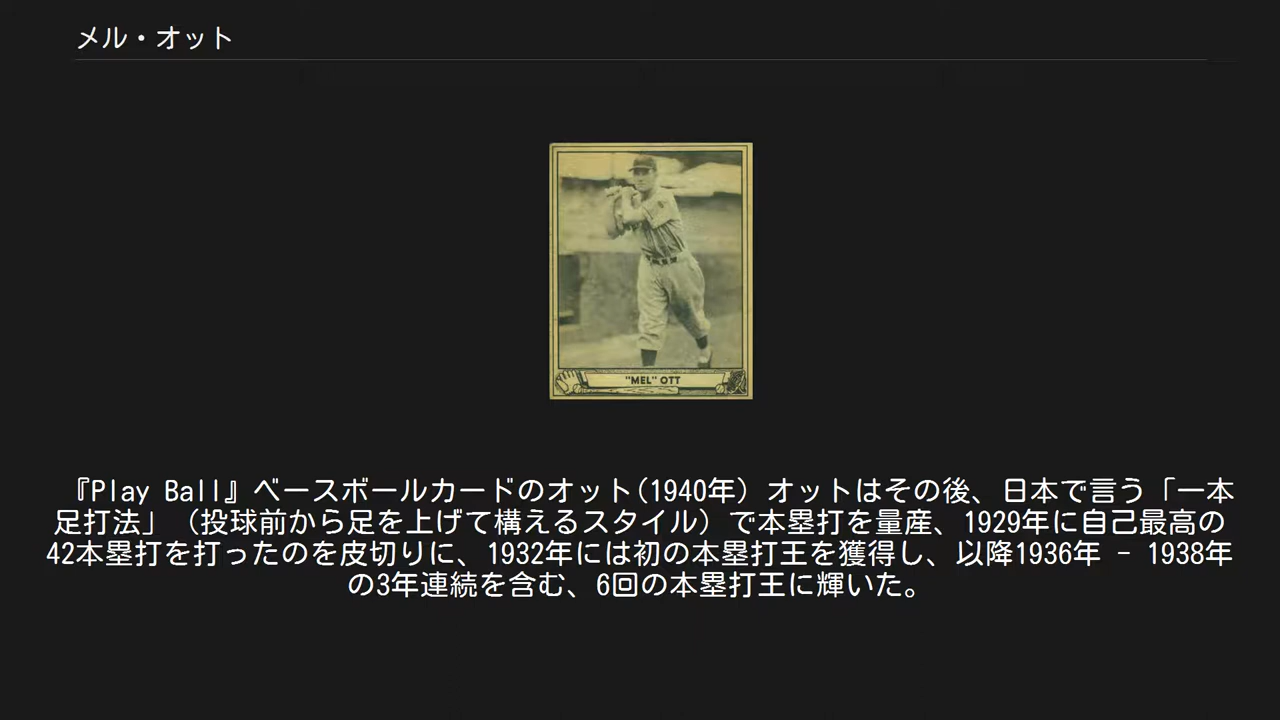 メル・オット
"MEL" OTT
『Play Ball』ベースボールカードのオット(1940年) オットはその後、日本で言う「一本
足打法」（投球前から足を上げて構えるスタイル）で本塁打を量産、1929年に自己最高の
42本塁打を打ったのを皮切りに、1932年には初の本塁打王を獲得し、以降1936年 - 1938年
の3年連続を含む、6回の本塁打王に輝いた。